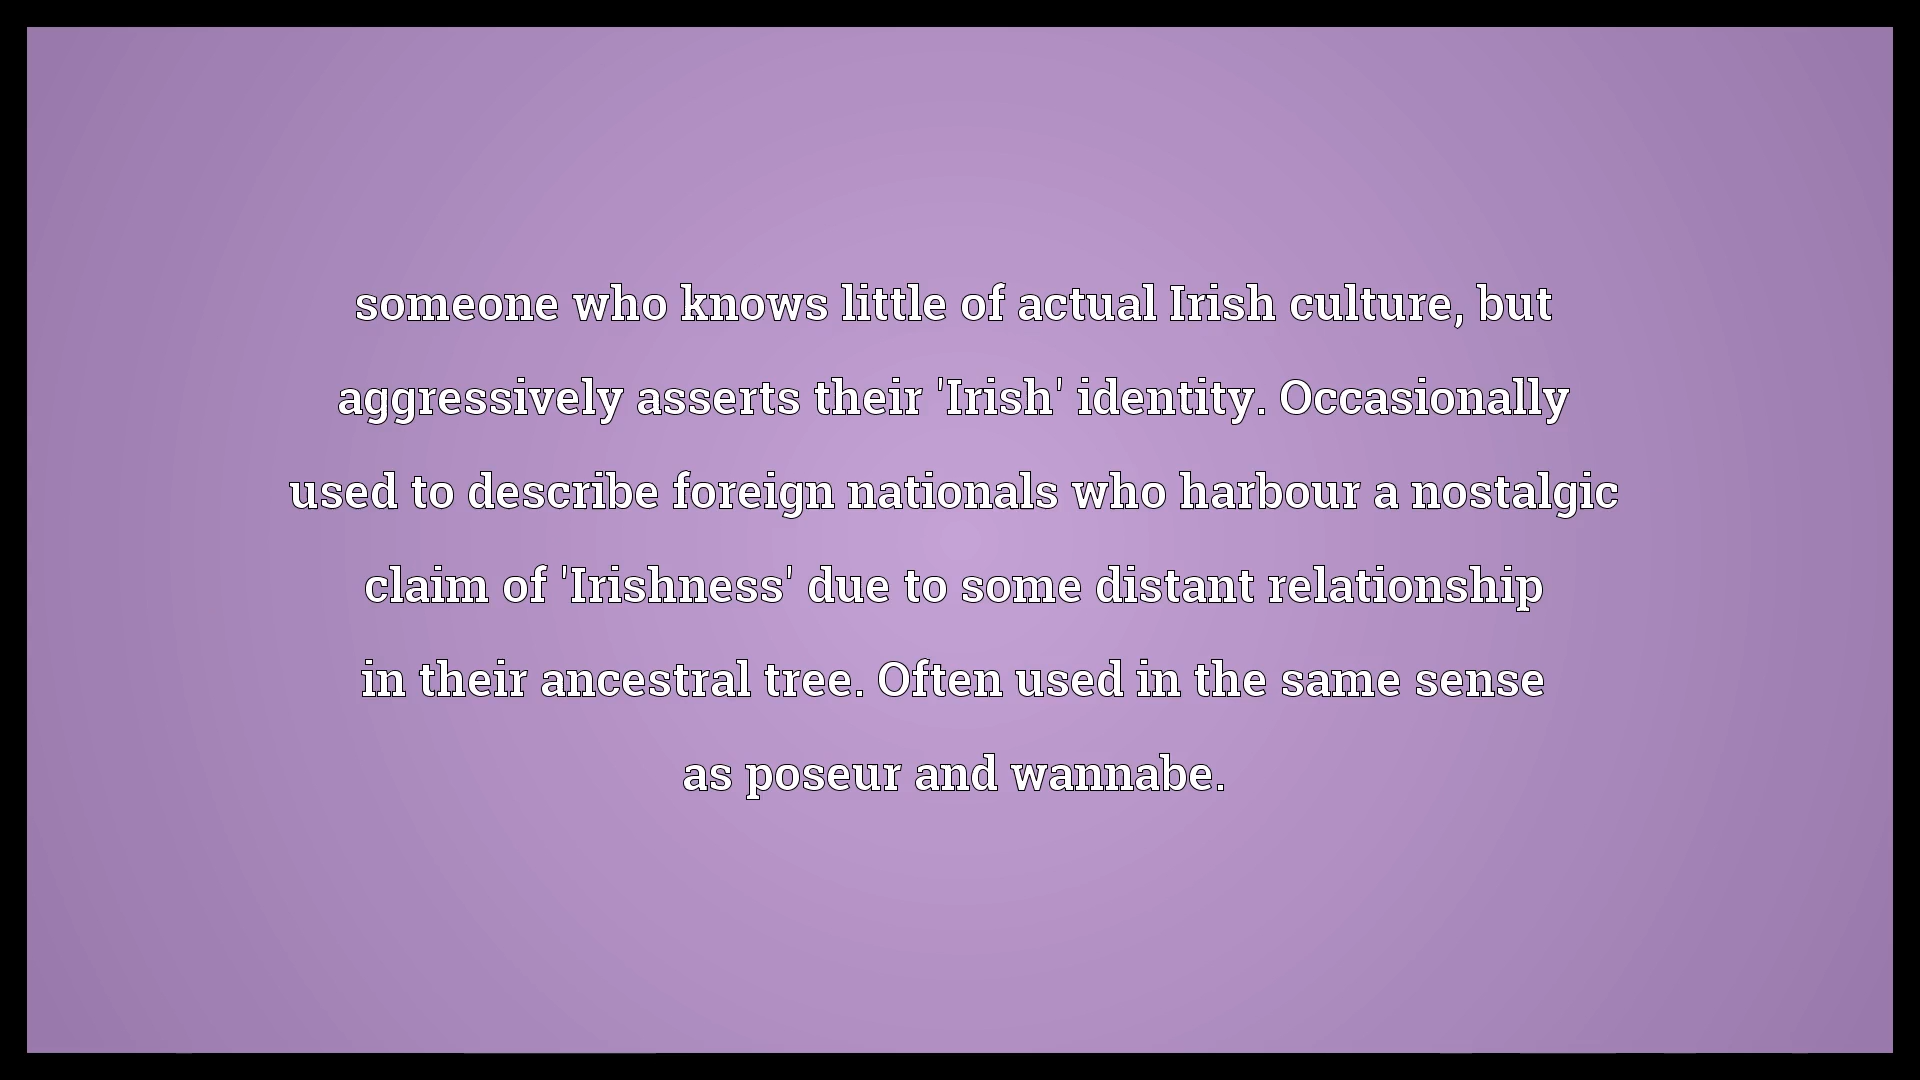 someone who knows little of actual Irish culture, but
aggressively asserts their 'Irish' identity. Occasionally
used to describe foreign nationals who harbour a nostalgic
claim of 'Irishness' due to some distant relationship
in their ancestral tree. Often used in the same sense
as poseur and wannabe.